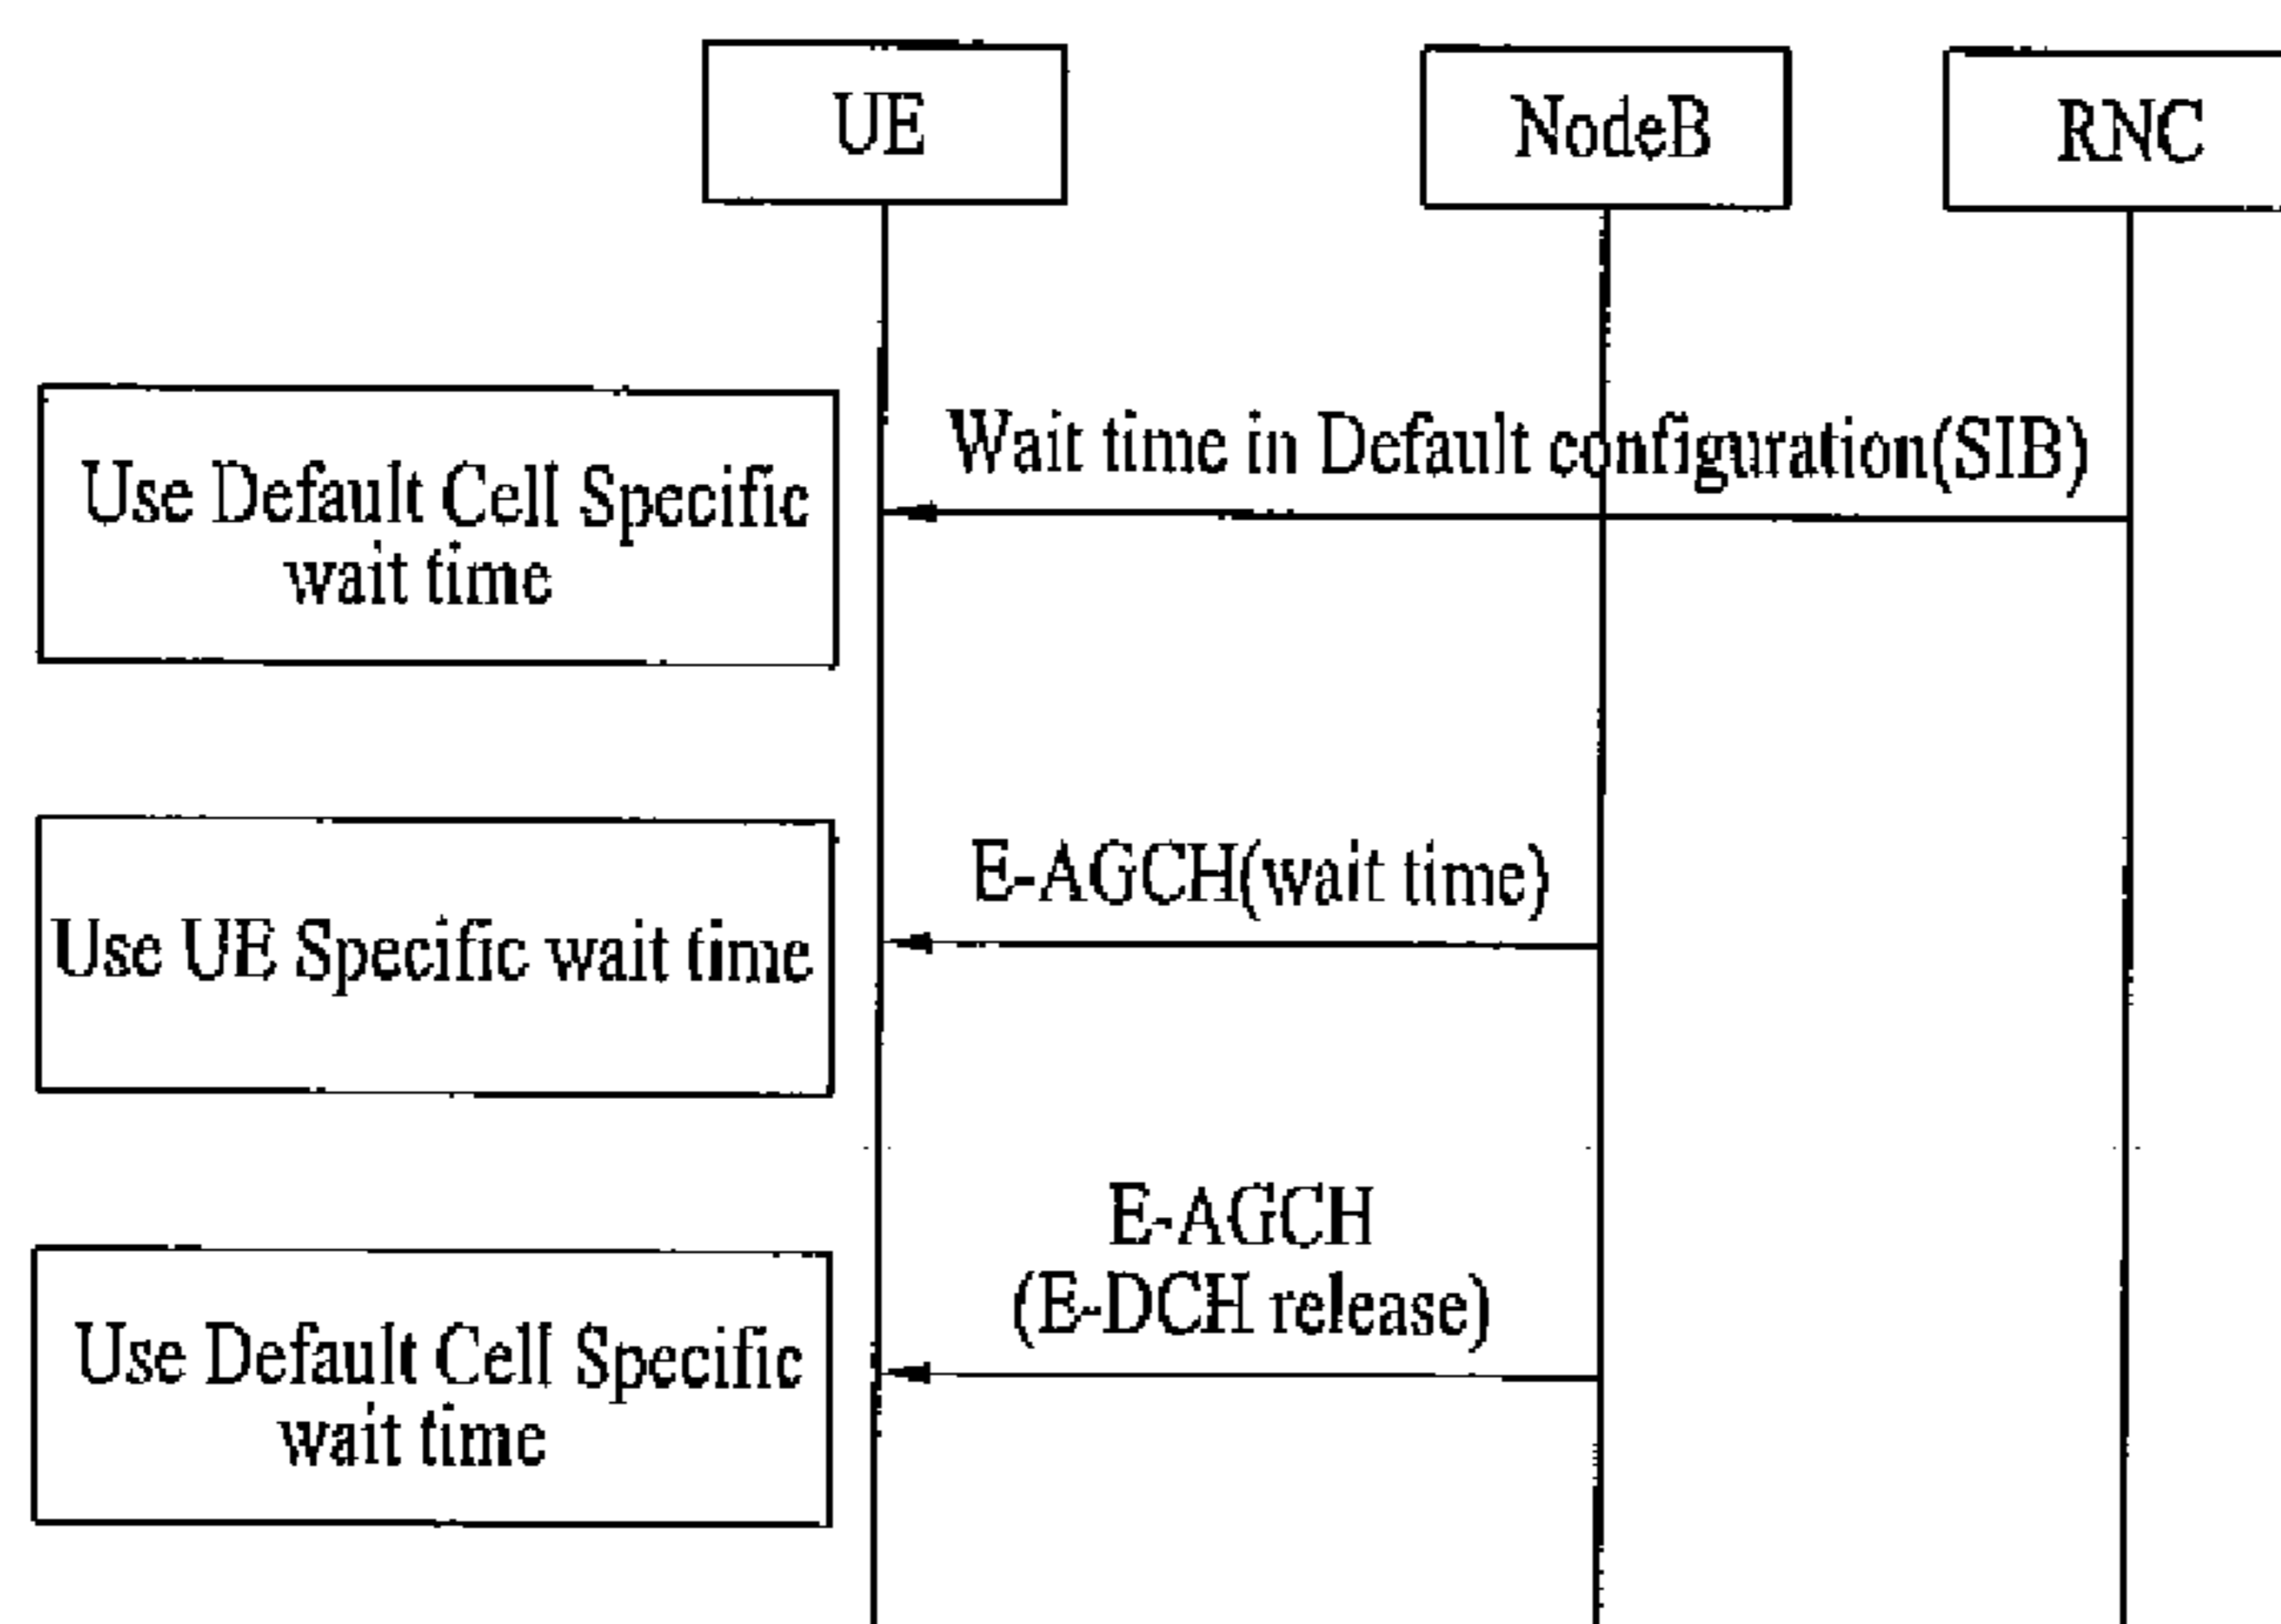 UE
NodeB
RNC
Wait time in Default configuration(SIB)
Use Default Cell Specific
wait time
E-AGCH(wait time)
Use UE Specific wait time
E-AGCH
(E-DCH release)
Use Default Cell Specific
wait time